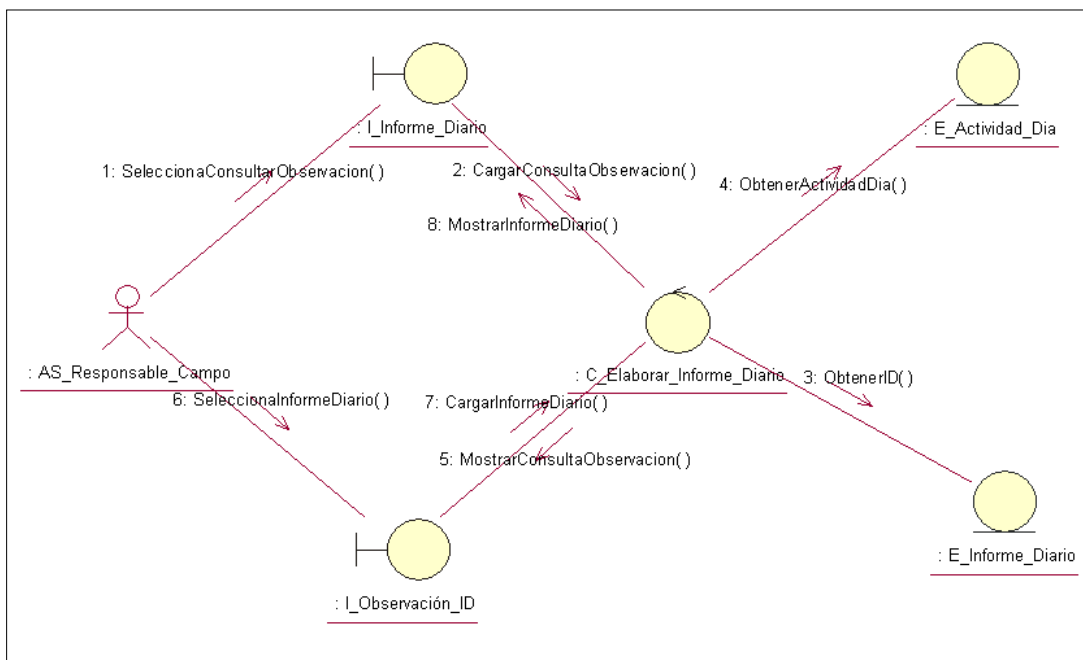 : I_Informe_Diario
: E_Actividad_Dia
1: SeleccionaConsultarObservacion( )
2: CargarConsultaObservacion( )
4: ObtenerActividadDia( )
8: MostrarInformeDiario( )
: AS_Responsable_Campo
: C_Elaborar_Informe_Diario
3: ObtenerID( )
6: SeleccionaInformeDiario( )
7: CargarInformeDiario( )
5: MostrarConsultaObservacion( )
: E_Informe_Diario
: I_Observación_ID